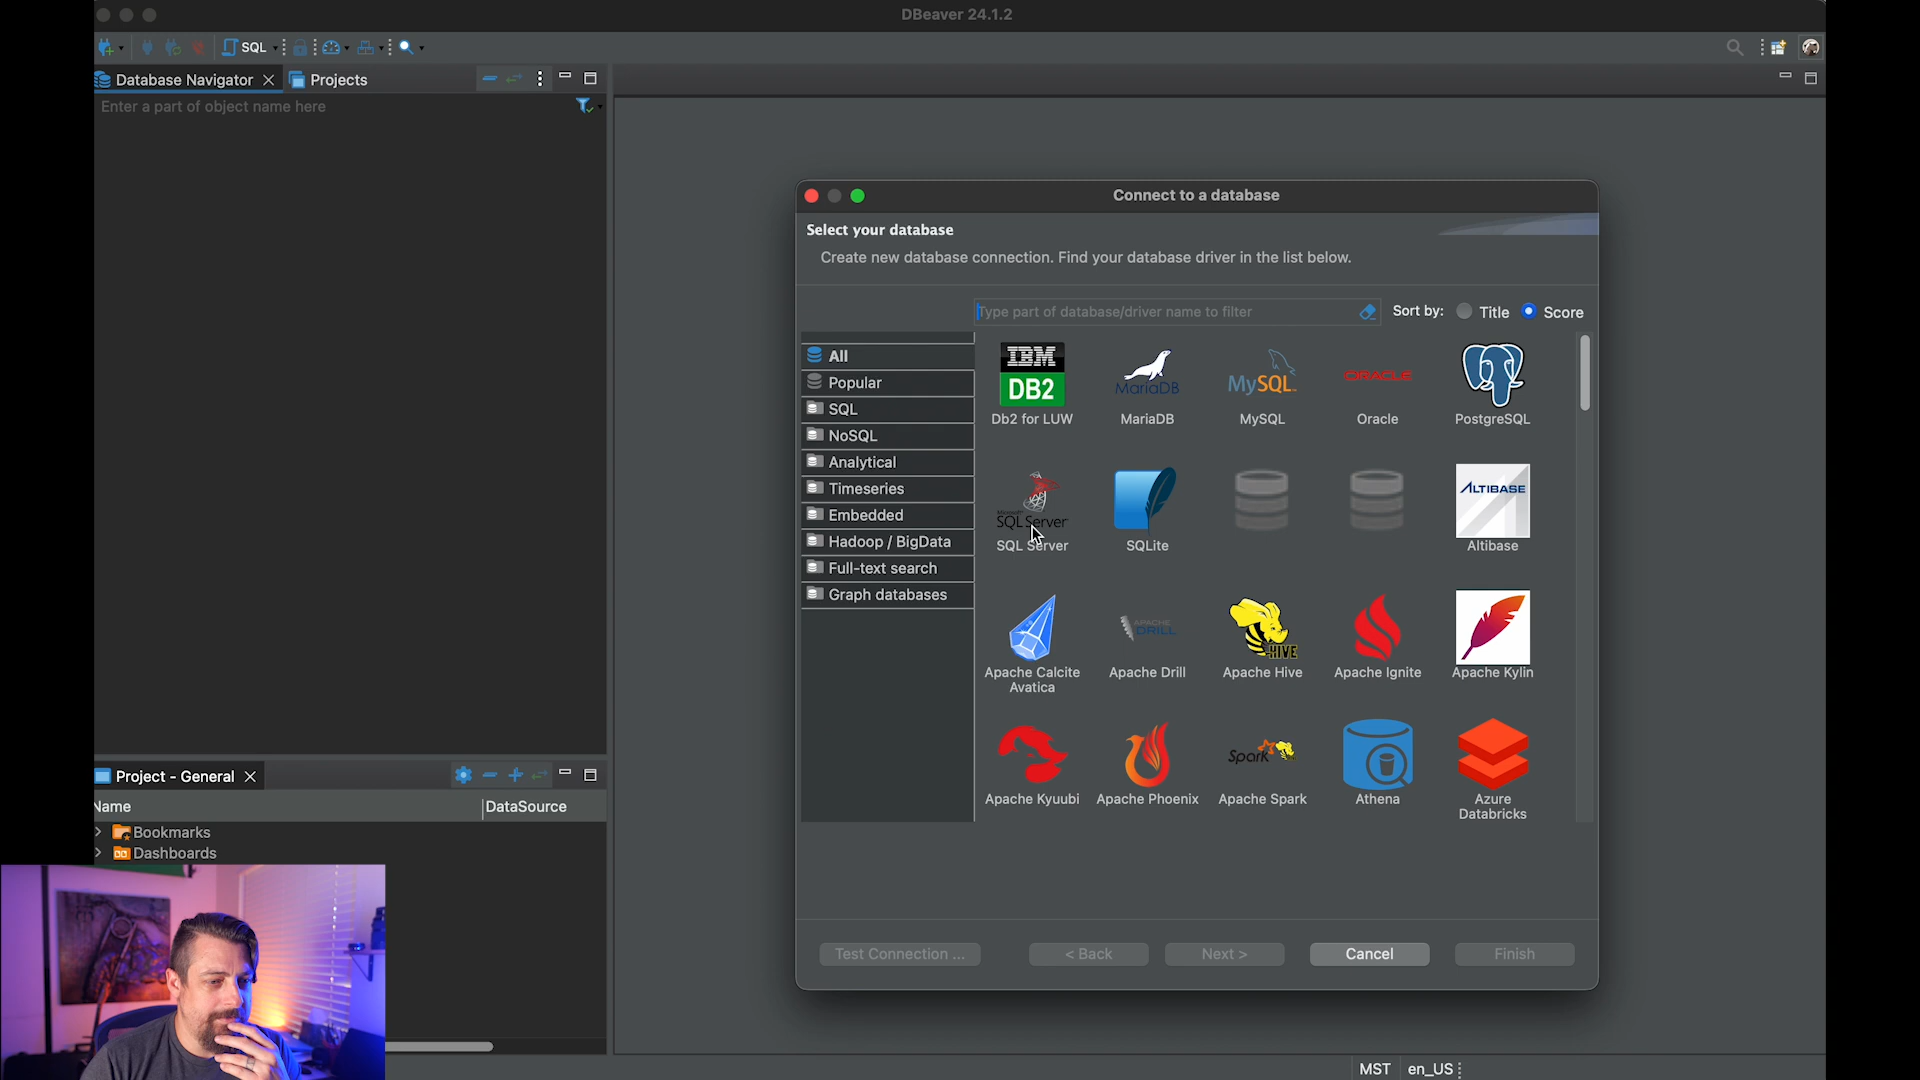 DBeaver 24.1.2
SQL
Database Navigator
Projects
Enter a part of object name here
Connect to a database
Select your database
Create new database connection. Find your database driver in the list below.
Type part of database/driver name to filter
Sort by:
Title
Score
All
Popular
SQL
NoSQL
Analytical
Timeseries
Embedded
Hadoop / BigData
Full-text search
Graph databases
IBM
DB2
MariaDB
MySQL
ORACLE
Db2 for LUW
MariaDB
MySQL
Oracle
PostgreSQL
Microsoft
SQL Server
ALTIBASE
SQL Server
SQLite
Altibase
APACHE
DRILL
HIVE
Apache Calcite
Avatica
Apache Drill
Apache Hive
Apache Ignite
Apache Kylin
Spark
Apache Kyuubi
Apache Phoenix
Apache Spark
Athena
Azure
Databricks
Test Connection ...
< Back
Next >
Cancel
Finish
Project - General
Name
DataSource
Bookmarks
Dashboards
MST
en_US